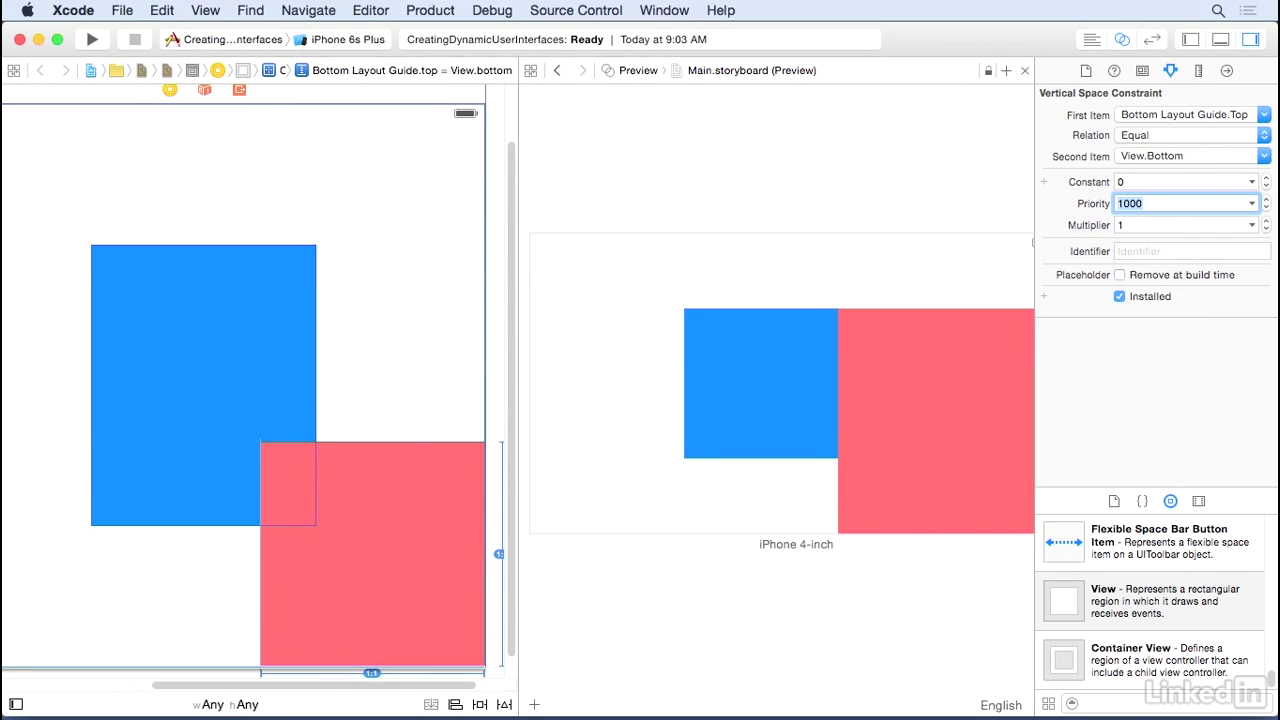 Xcode File Edit View Find Navigate Editor Product Debug Source Control Window Help
Creating...nterfaces iPhone 6s Plus CreatingDynamicUserInterfaces: Ready Today at 9:03 AM
C Bottom Layout Guide.top = View.bottom Preview Main.storyboard (Preview)
Vertical Space Constraint
First Item Bottom Layout Guide.Top
Relation Equal
Second Item View.Bottom
Constant 0
Priority 1000
Multiplier 1
Identifier Identifier
Placeholder Remove at build time
Installed
iPhone 4-inch
1:1
Flexible Space Bar Button
Item - Represents a flexible space
item on a UIToolbar object.
View - Represents a rectangular
region in which it draws and
receives events.
Container View - Defines a
region of a view controller that can
include a child view controller.
wAny hAny
English
LinkedIn